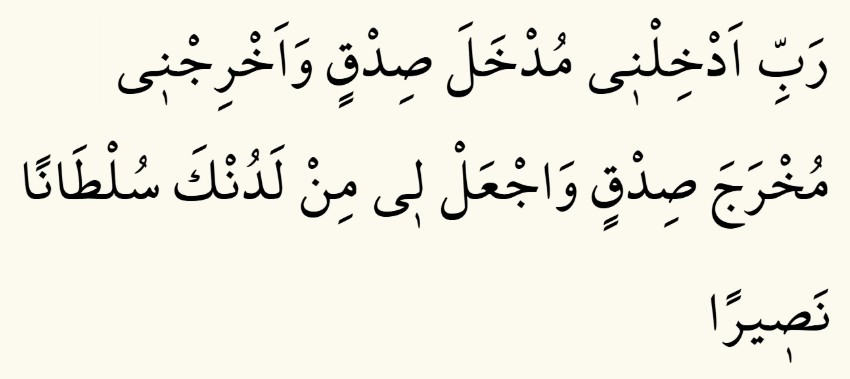 رَبِّ اَدْخِلْنٖى مُدْخَلَ صِدْقٍ وَاَخْرِجْنٖى
مُخْرَجَ صِدْقٍ وَاجْعَلْ لٖى مِنْ لَدُنْكَ سُلْطَانًا
نَصٖيرًا